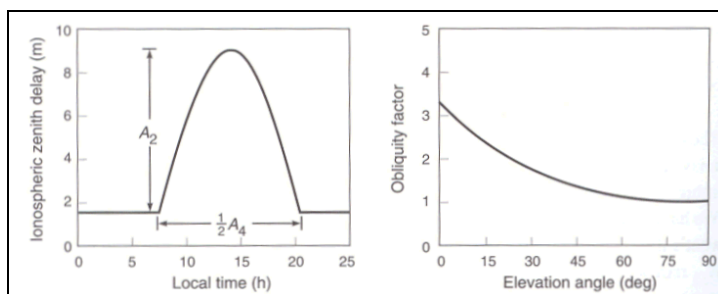 Ionospheric zenith delay (m)
10
8
6
4
2
0
A2
½A4
0 5 10 15 20 25
Local time (h)
Obliquity factor
5
4
3
2
1
0
0 15 30 45 60 75 90
Elevation angle (deg)